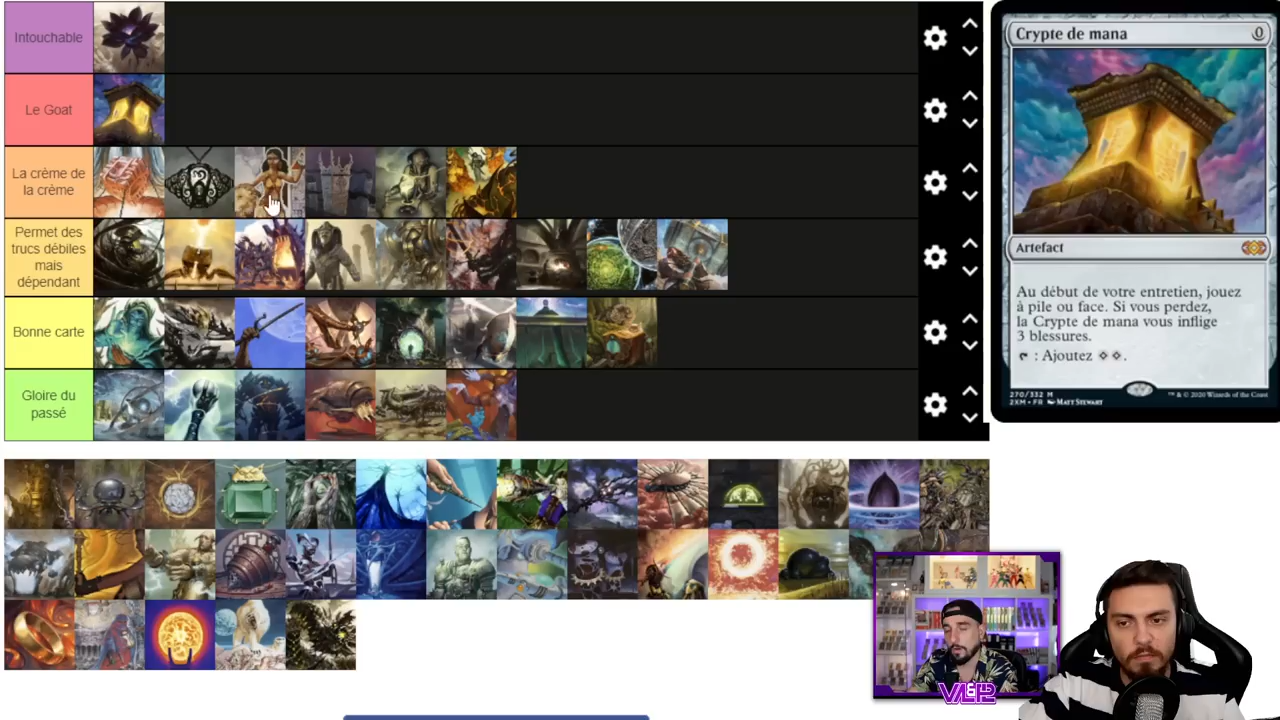 Intouchable
Le Goat
La crème de
la crème
Permet des
trucs débiles
mais
dépendant
Bonne carte
Gloire du
passé
Crypte de mana
0
Artefact
Au début de votre entretien, jouez
à pile ou face. Si vous perdez,
la Crypte de mana vous inflige
3 blessures.
: Ajoutez
270/332 M
2XM • FR Matt Stewart
™ & © 2020 Wizards of the Coast